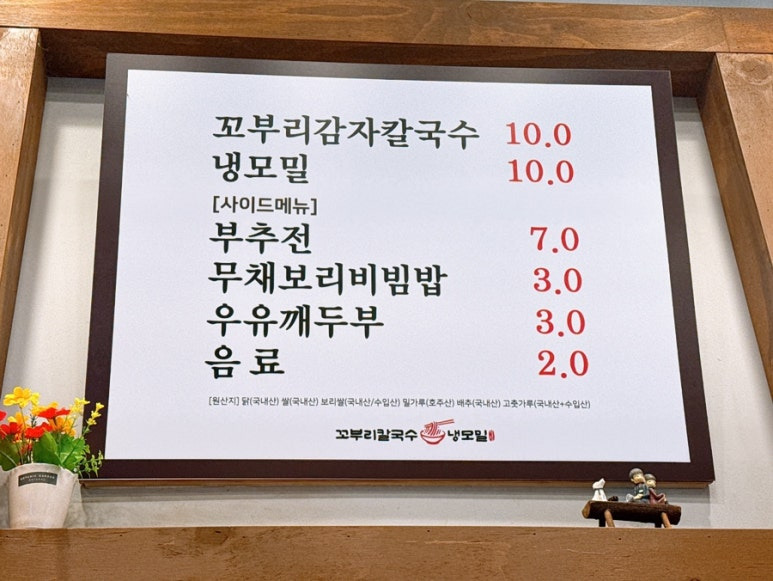 꼬부리감자칼국수 10.0
냉모밀 10.0
[사이드메뉴]
부추전 7.0
무채보리비빔밥 3.0
우유깨두부 3.0
음료 2.0
[원산지] 닭(국내산) 쌀(국내산) 보리쌀(국내산/수입산) 밀가루(호주산) 배추(국내산) 고춧가루(국내산+수입산)
꼬부리칼국수 냉모밀